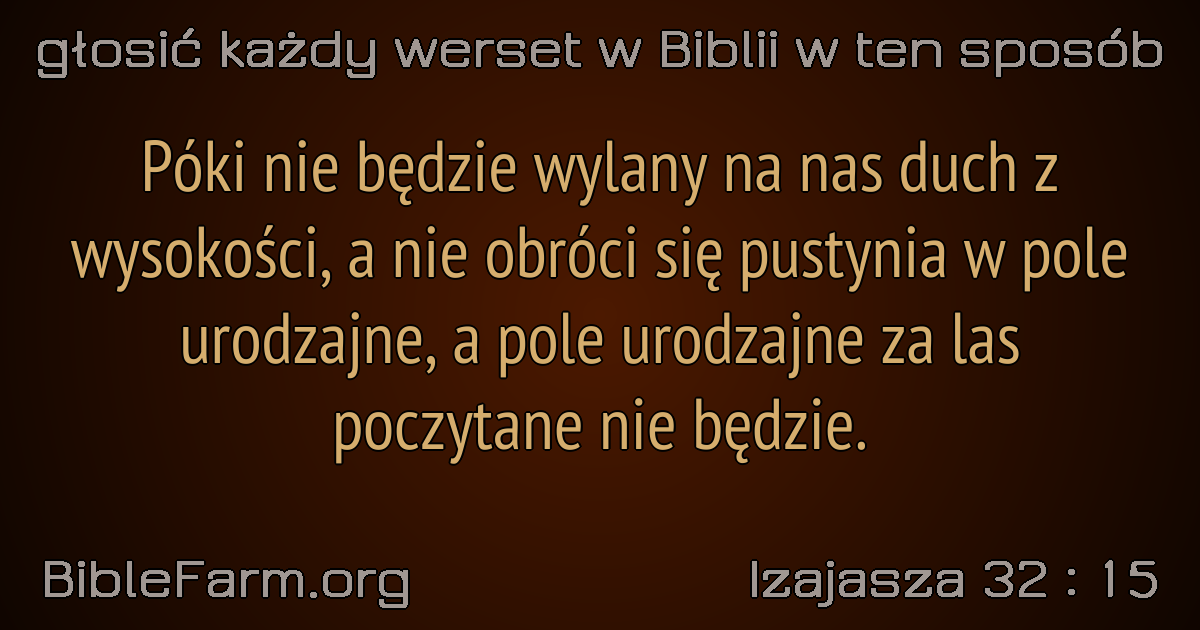 głosić każdy werset w Biblii w ten sposób
Póki nie będzie wylany na nas duch z
wysokości, a nie obróci się pustynia w pole
urodzajne, a pole urodzajne za las
poczytane nie będzie.
BibleFarm.org
Izajasza 32 : 15